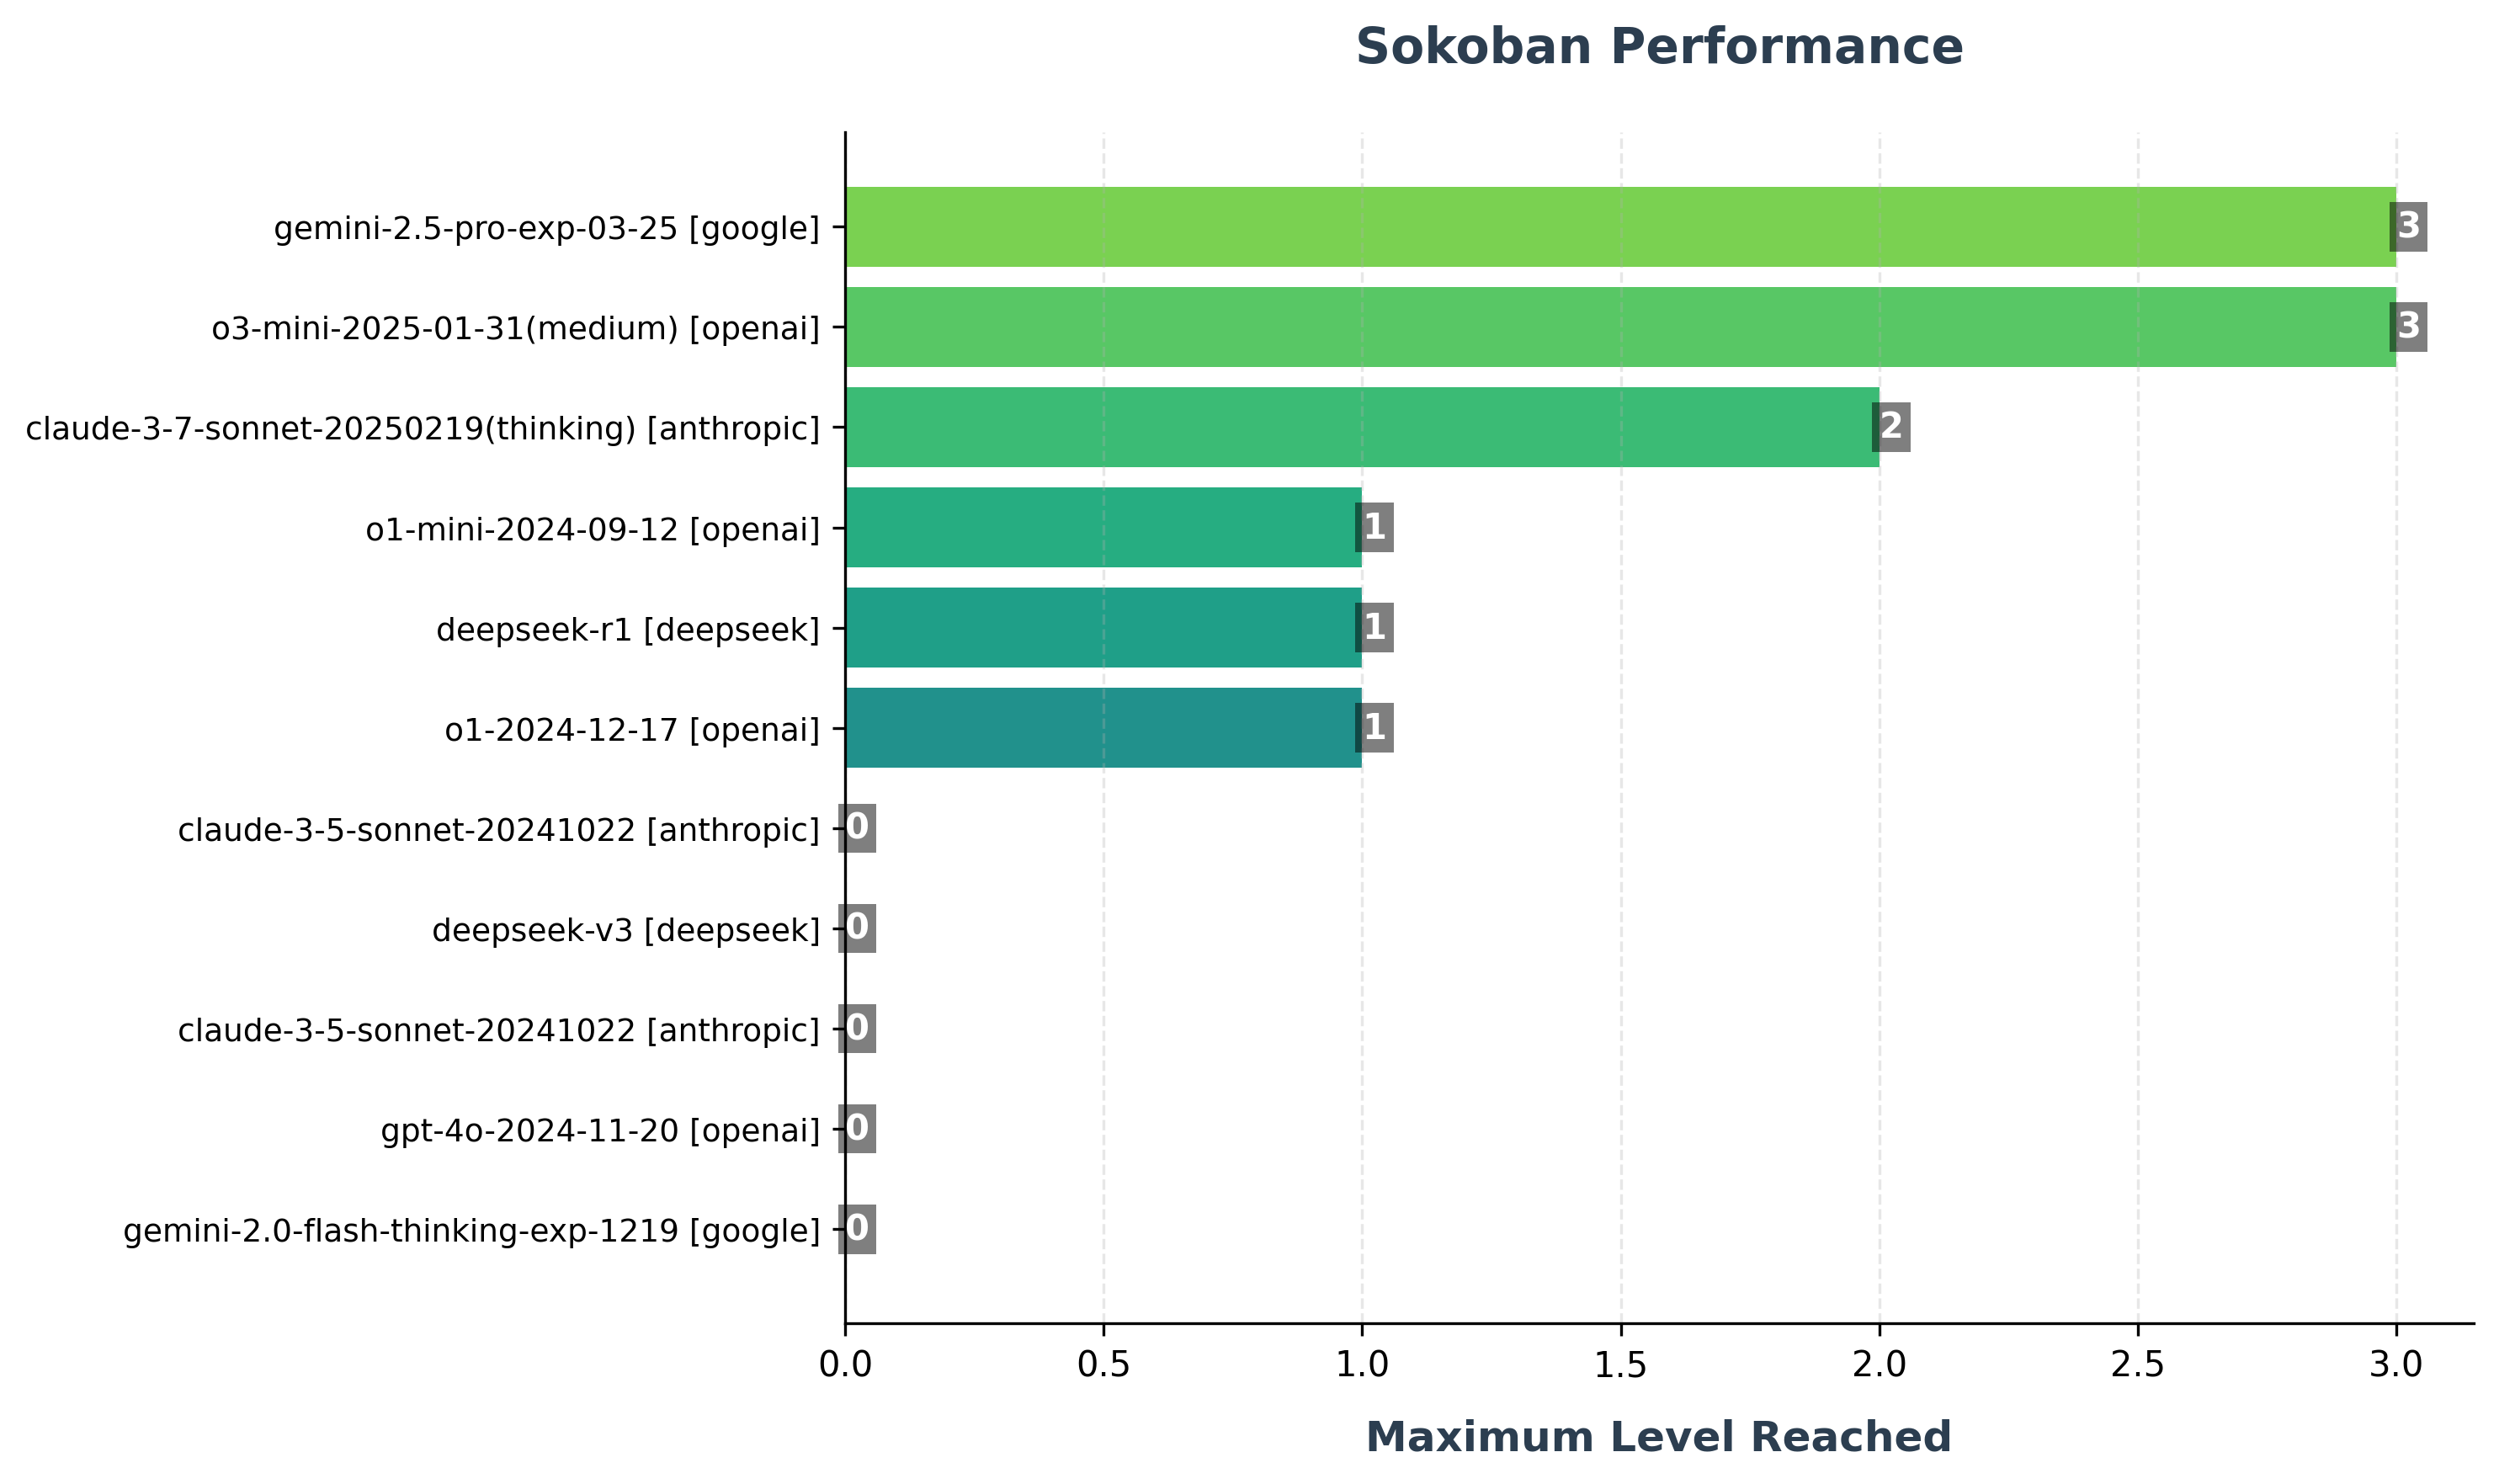 Sokoban Performance
gemini-2.5-pro-exp-03-25 [google]
3
o3-mini-2025-01-31(medium) [openai]
3
claude-3-7-sonnet-20250219(thinking) [anthropic]
2
o1-mini-2024-09-12 [openai]
1
deepseek-r1 [deepseek]
1
o1-2024-12-17 [openai]
1
claude-3-5-sonnet-20241022 [anthropic]
0
deepseek-v3 [deepseek]
0
claude-3-5-sonnet-20241022 [anthropic]
0
gpt-4o-2024-11-20 [openai]
0
gemini-2.0-flash-thinking-exp-1219 [google]
0
0.0 0.5 1.0 1.5 2.0 2.5 3.0
Maximum Level Reached